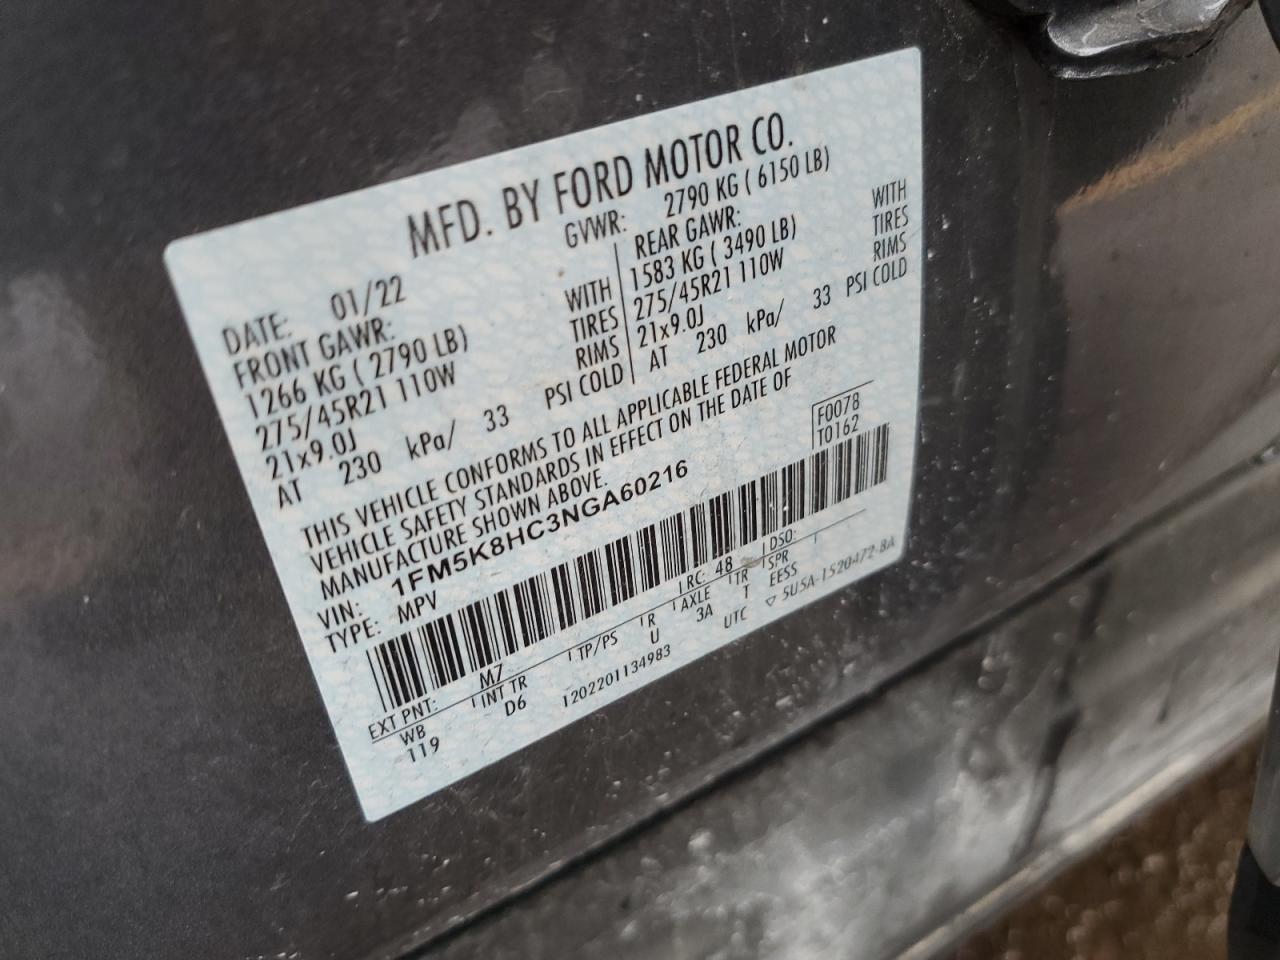 MFD. BY FORD MOTOR CO.
DATE: 01/22 GVWR: 2790 KG ( 6150 LB)
FRONT GAWR: REAR GAWR:
1266 KG ( 2790 LB) WITH 1583 KG ( 3490 LB) WITH
275/45R21 110W TIRES 275/45R21 110W TIRES
21x9.0J RIMS 21x9.0J RIMS
AT 230 kPa/ 33 PSI COLD AT 230 kPa/ 33 PSI COLD
THIS VEHICLE CONFORMS TO ALL APPLICABLE FEDERAL MOTOR
VEHICLE SAFETY STANDARDS IN EFFECT ON THE DATE OF
MANUFACTURE SHOWN ABOVE.
VIN: 1FM5K8HC3NGA60216 F0078
TYPE: MPV T0162
EXT PNT: M7 RC: 48 DSO:
WB INT TR TP/PS R AXLE TR SPR
119 D6 U 3A T EESS
1202201134983 UTC ▽ 5U5A-1520472-BA